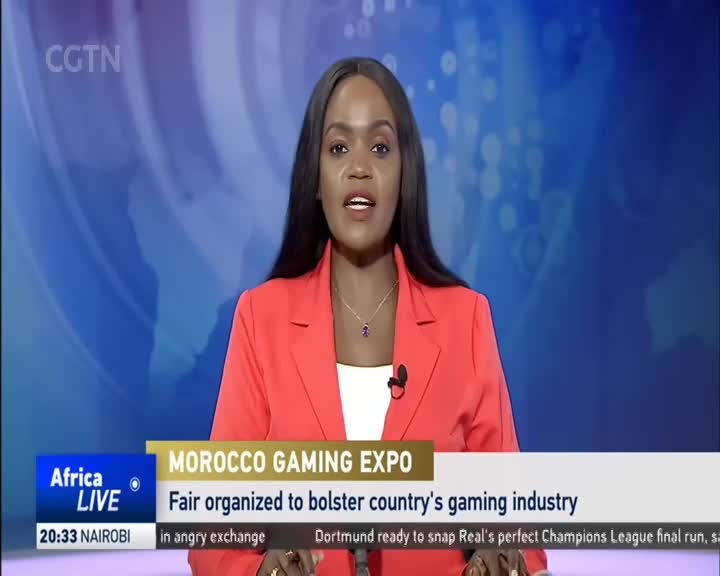 CGTN
MOROCCO GAMING EXPO
Africa
LIVE
Fair organized to bolster country's gaming industry
20:33 NAIROBI
in angry exchange Dortmund ready to snap Real's perfect Champions League final run, sa